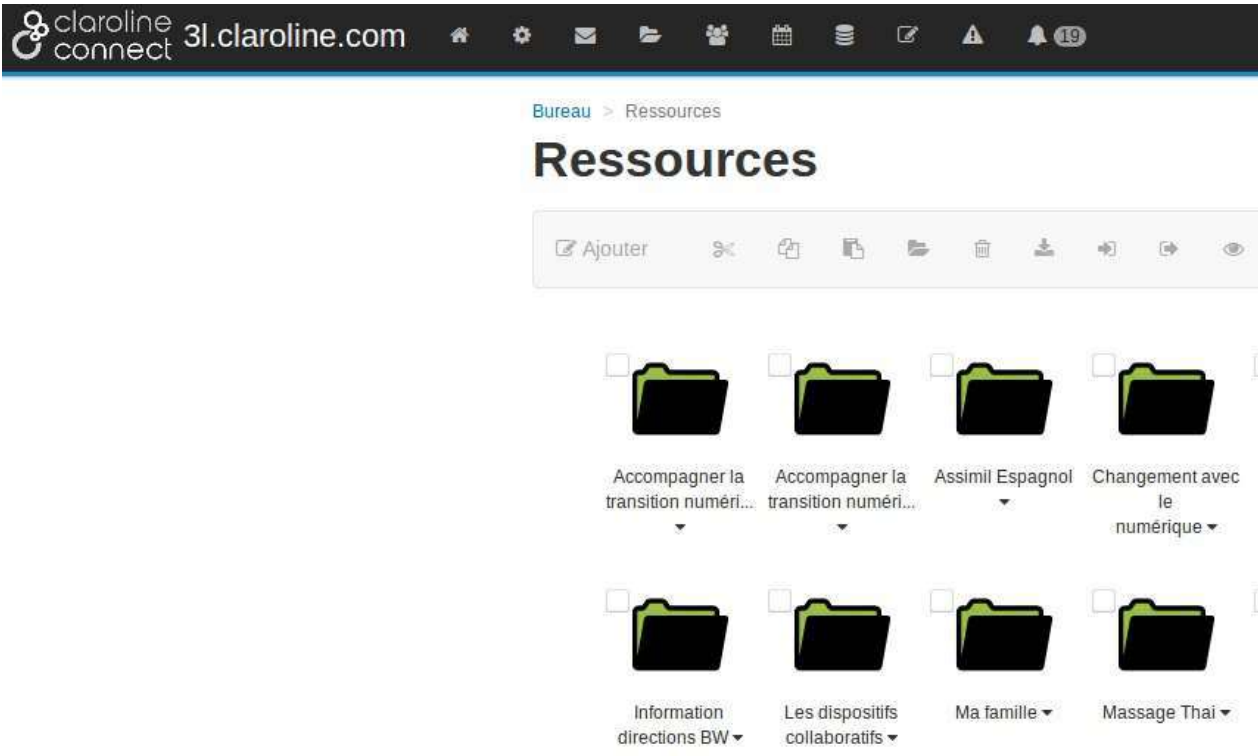 claroline
connect 3l.claroline.com 19
Bureau > Ressources
Ressources
Ajouter
Accompagner la
transition numéri...
Accompagner la
transition numéri...
Assimil Espagnol
Changement avec
le
numérique
Information
directions BW
Les dispositifs
collaboratifs
Ma famille
Massage Thai